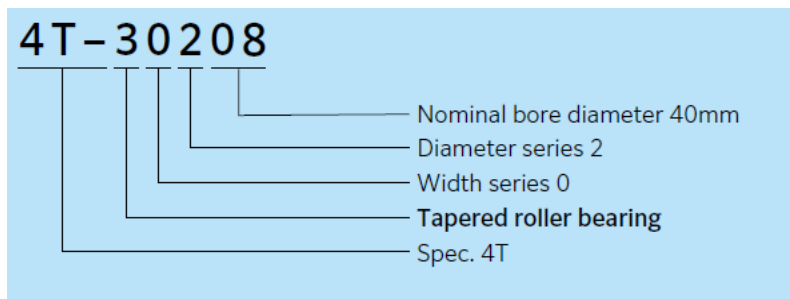 4T-30208
Nominal bore diameter 40mm
Diameter series 2
Width series 0
Tapered roller bearing
Spec. 4T